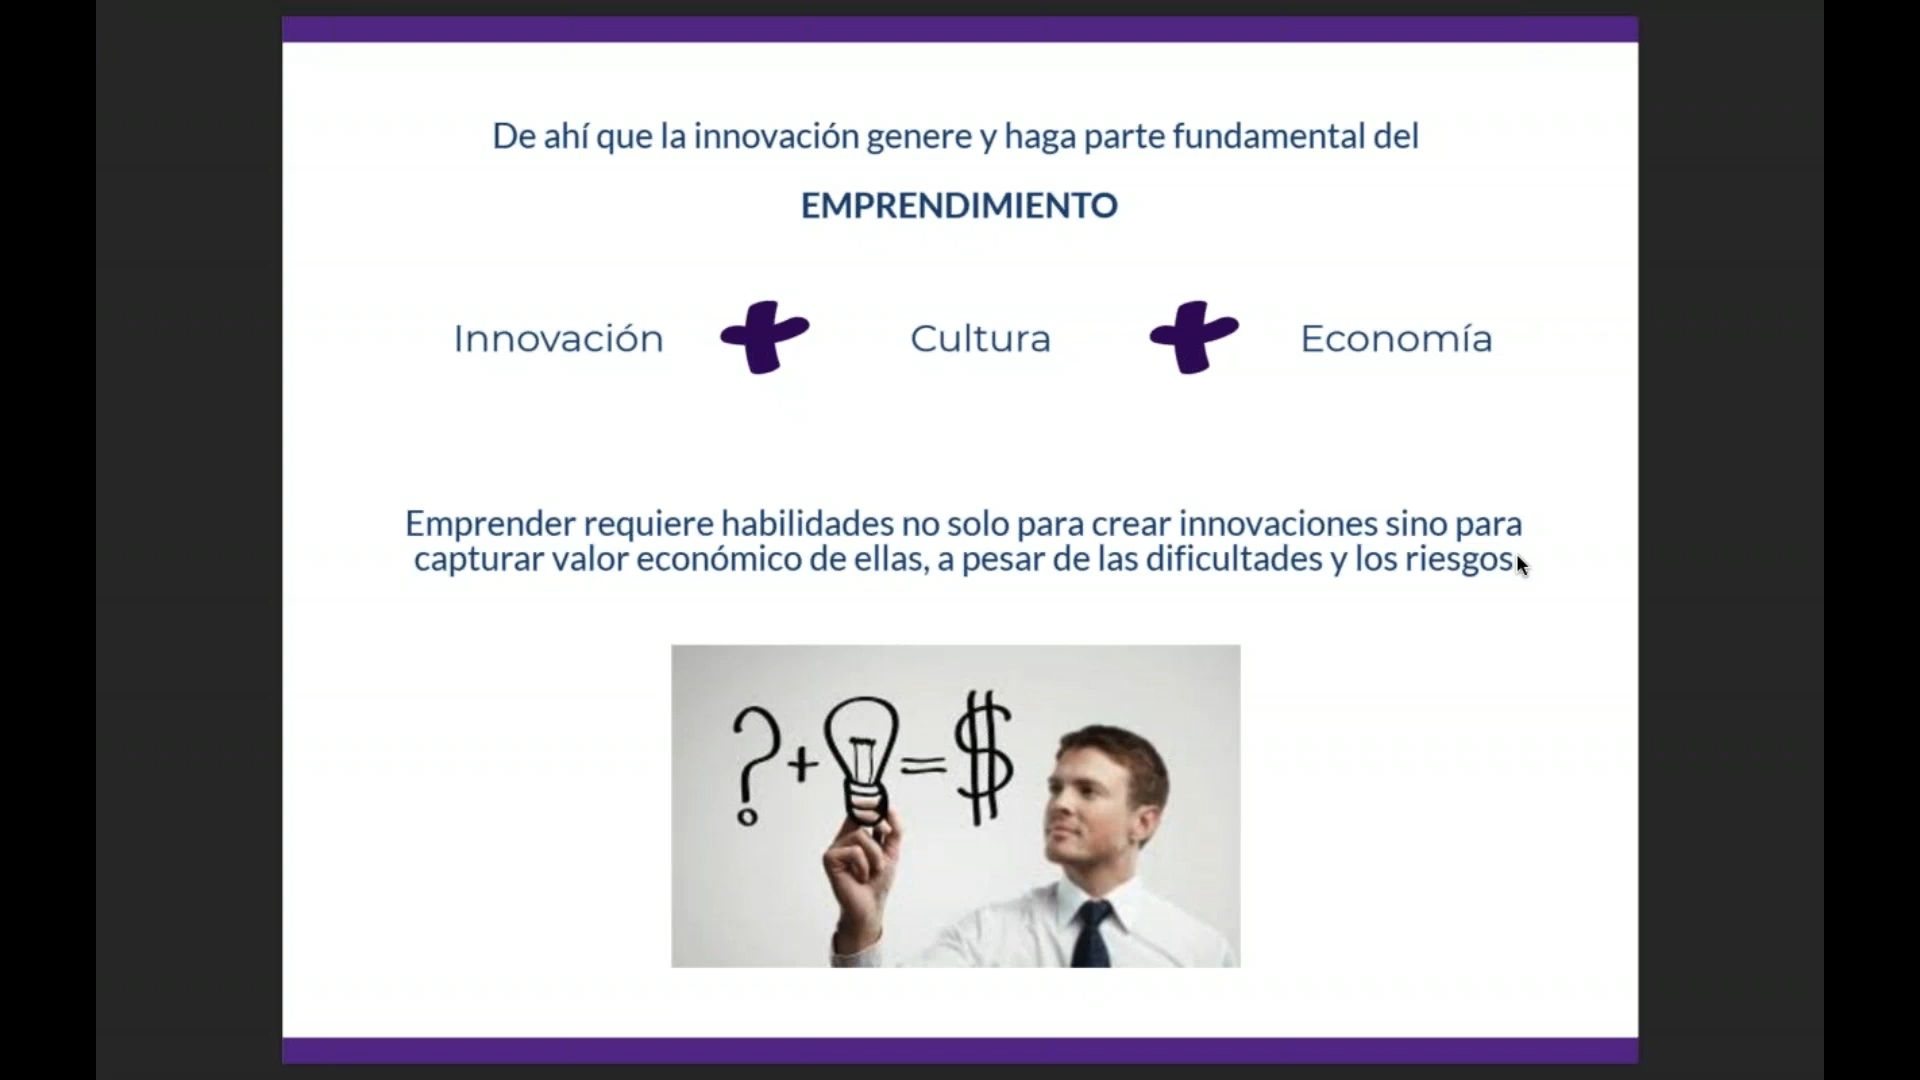 De ahí que la innovación genere y haga parte fundamental del
EMPRENDIMIENTO
Innovación + Cultura + Economía
Emprender requiere habilidades no solo para crear innovaciones sino para
capturar valor económico de ellas, a pesar de las dificultades y los riesgos.
? + = $